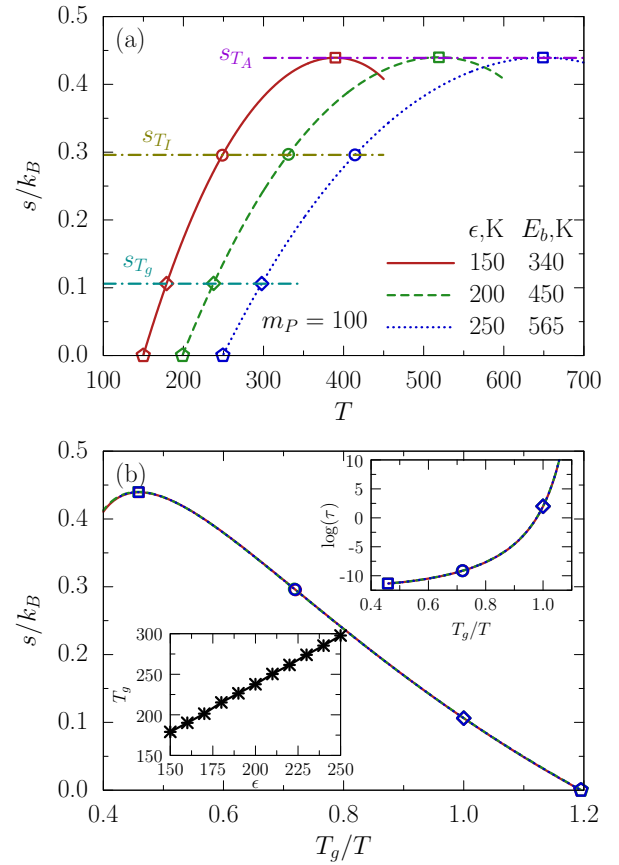 (a)
s/k_B
0.5
0.4
0.3
0.2
0.1
0.0
s_{T_A}
s_{T_I}
s_{T_g}
ϵ,K E_b,K
150 340
200 450
250 565
m_P = 100
100 200 300 400 500 600 700
T
(b)
s/k_B
0.5
0.4
0.3
0.2
0.1
0.0
log(τ)
10
5
0
-5
-10
0.4 0.6 0.8 1.0
T_g/T
T_g
300
250
200
150
150 175 200 225 250
ϵ
0.4 0.6 0.8 1.0 1.2
T_g/T